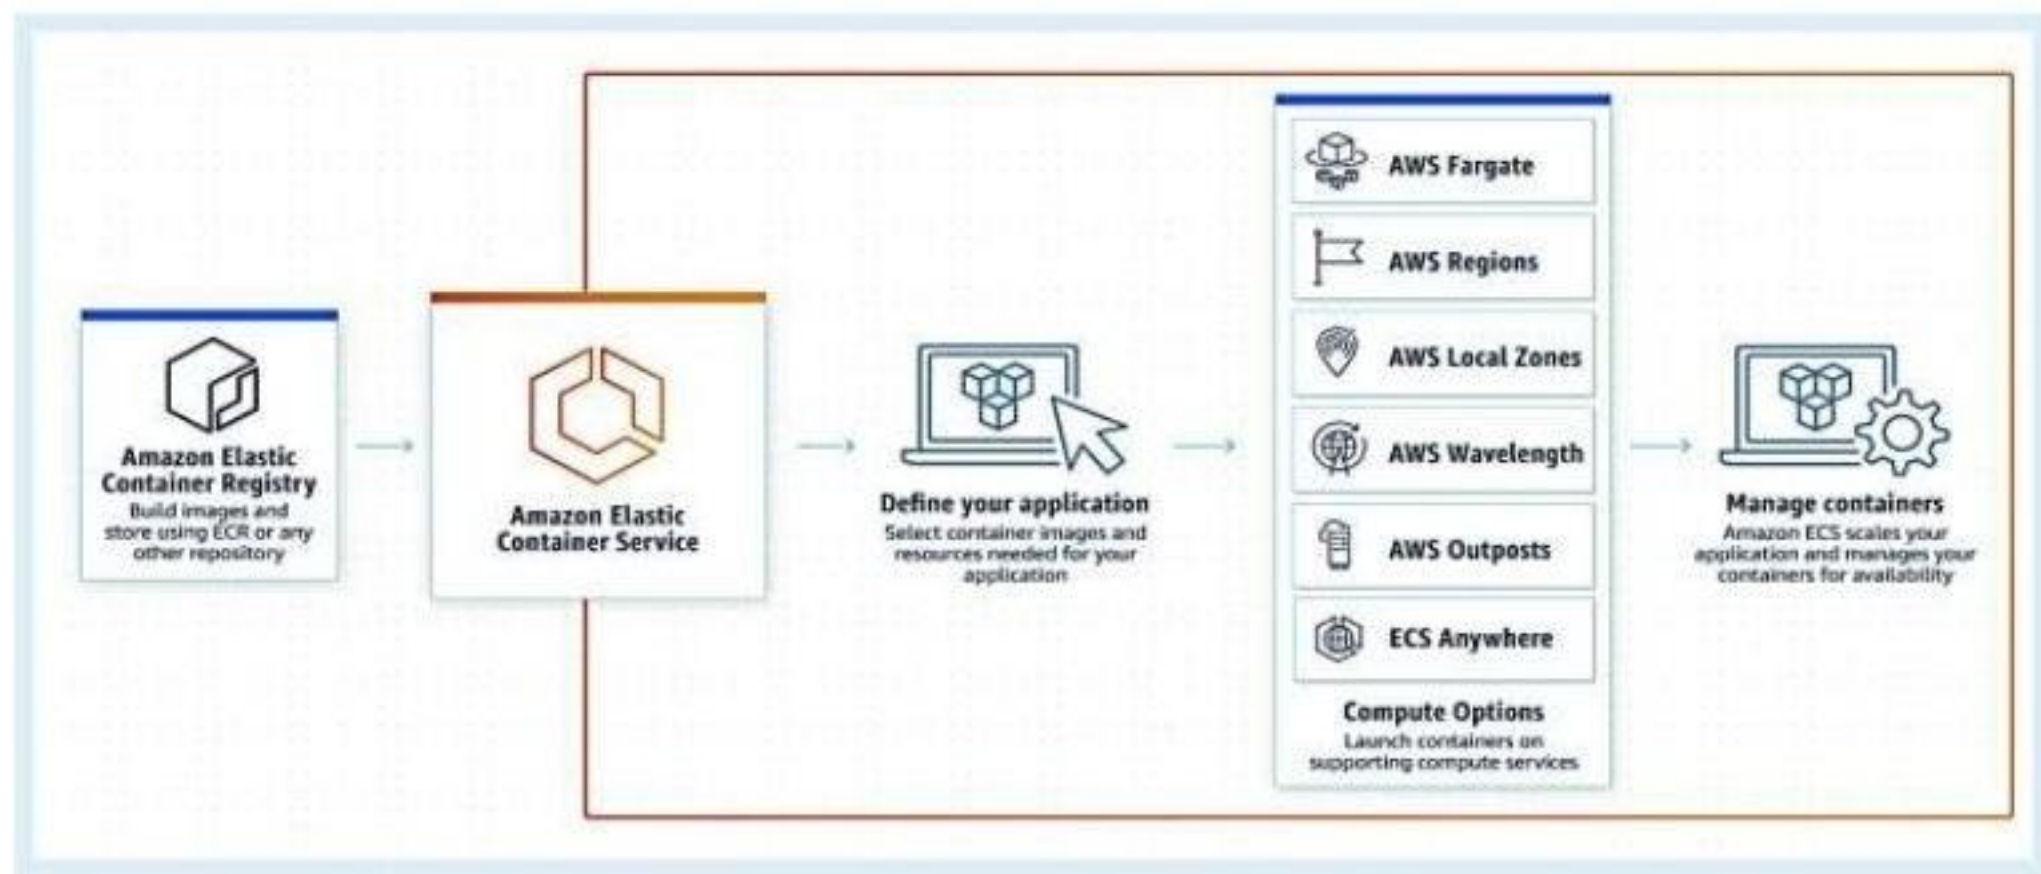 Amazon Elastic
Container Registry
Build images and
store using ECR or any
other repository
Amazon Elastic
Container Service
Define your application
Select container images and
resources needed for your
application
AWS Fargate
AWS Regions
AWS Local Zones
AWS Wavelength
AWS Outposts
ECS Anywhere
Compute Options
Launch containers on
supporting compute services
Manage containers
Amazon ECS scales your
application and manages your
containers for availability